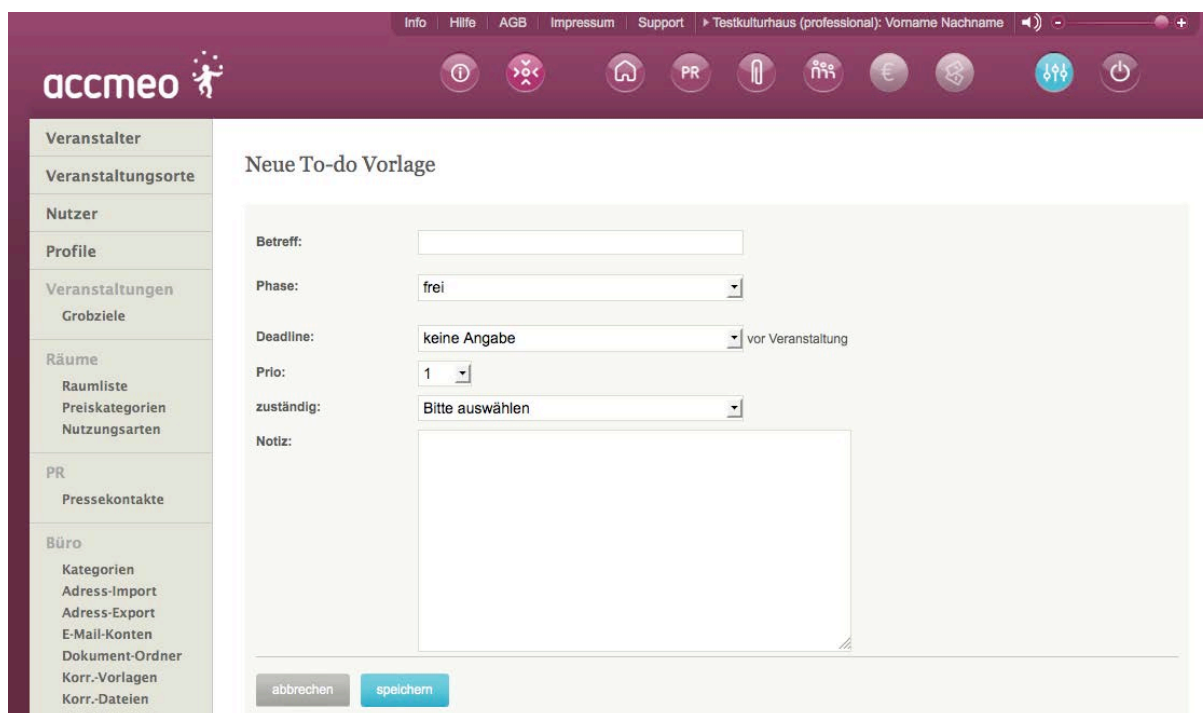 Info Hilfe AGB Impressum Support Testkulturhaus (professional): Vorname Nachname
accmeo
PR €
Veranstalter
Veranstaltungsorte
Nutzer
Profile
Veranstaltungen
Grobziele
Räume
Raumliste
Preiskategorien
Nutzungsarten
PR
Pressekontakte
Büro
Kategorien
Adress-Import
Adress-Export
E-Mail-Konten
Dokument-Ordner
Korr.-Vorlagen
Korr.-Dateien
Neue To-do Vorlage
Betreff:
Phase: frei
Deadline: keine Angabe vor Veranstaltung
Prio: 1
zuständig: Bitte auswählen
Notiz:
abbrechen speichern